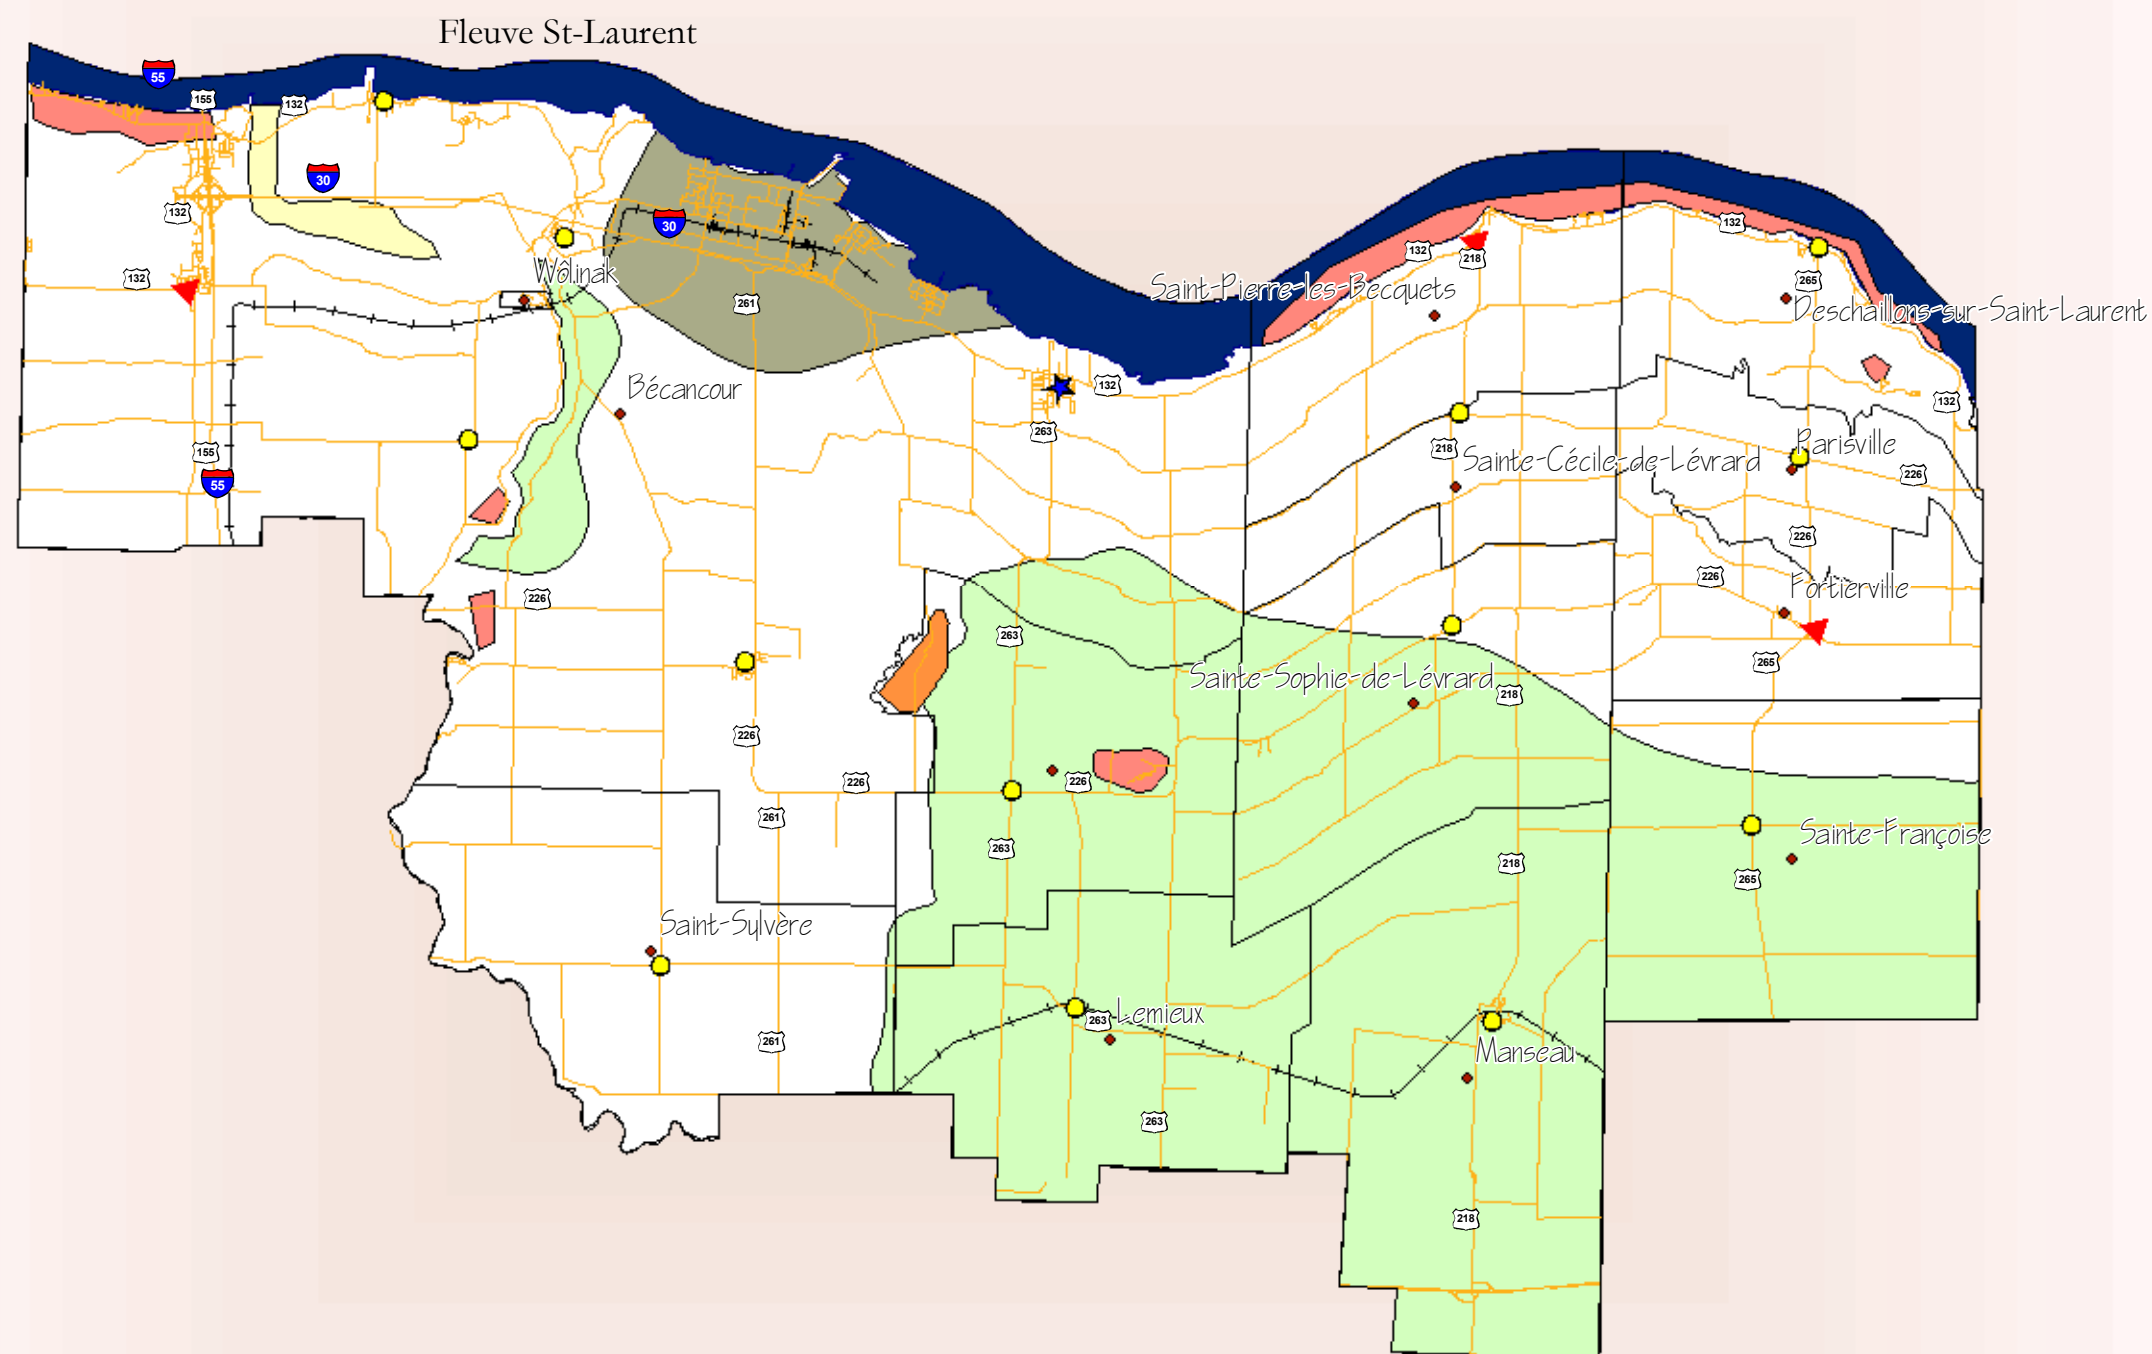 Fleuve St-Laurent
55
155
132
30
132
30
132
218
132
265
132
Wôlinak
261
Saint-Pierre-les-Becquets
Deschaillons-sur-Saint-Laurent
Bécancour
132
132
263
155
55
218
Sainte-Cécile-de-Lévrard
Parisville
226
226
226
226
Fortierville
263
265
Sainte-Sophie-de-Lévrard
218
226
226
226
261
263
218
Sainte-Françoise
265
Saint-Sylvère
261
263
Lemieux
Manseau
263
218